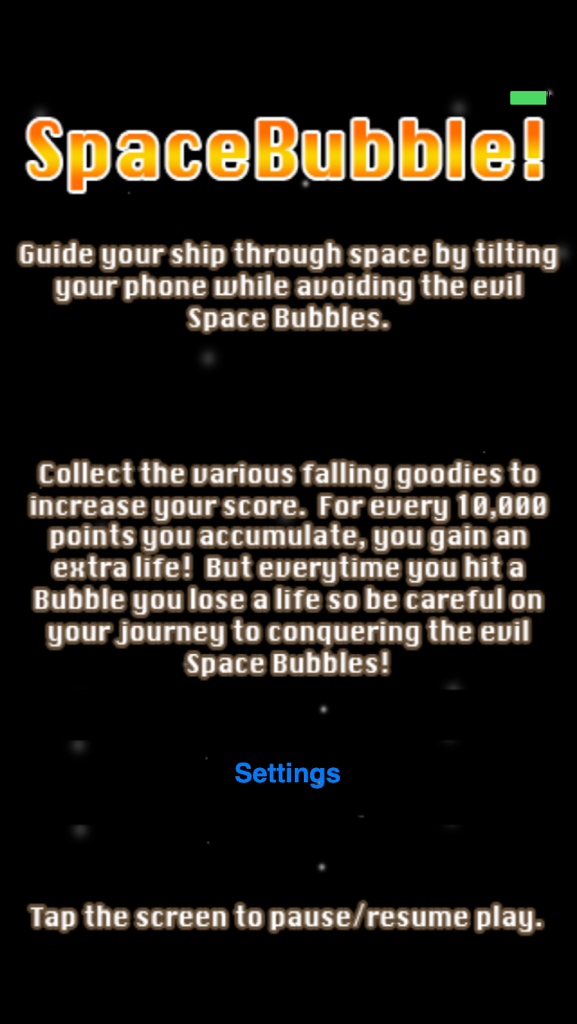 SpaceBubble!
Guide your ship through space by tilting
your phone while avoiding the evil
Space Bubbles.
Collect the various falling goodies to
increase your score.  For every 10,000
points you accumulate, you gain an
extra life!  But everytime you hit a
Bubble you lose a life so be careful on
your journey to conquering the evil
Space Bubbles!
Settings
Tap the screen to pause/resume play.